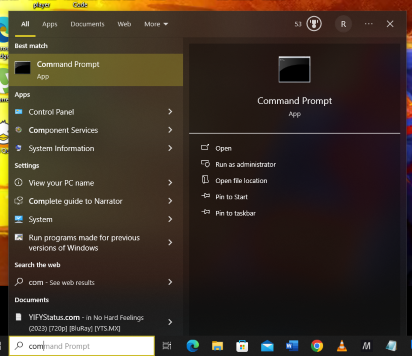 player
All Apps Documents Web More 53 R
Best match
Command Prompt
App
Apps
Control Panel
Component Services
System Information
Settings
View your PC name
Complete guide to Narrator
System
Run programs made for previous
versions of Windows
Search the web
com - See web results
Documents
YIFYStatus.com - in No Hard Feelings
(2023) [720p] [BluRay] [YTS.MX]
command Prompt
Command Prompt
App
Open
Run as administrator
Open file location
Pin to Start
Pin to taskbar